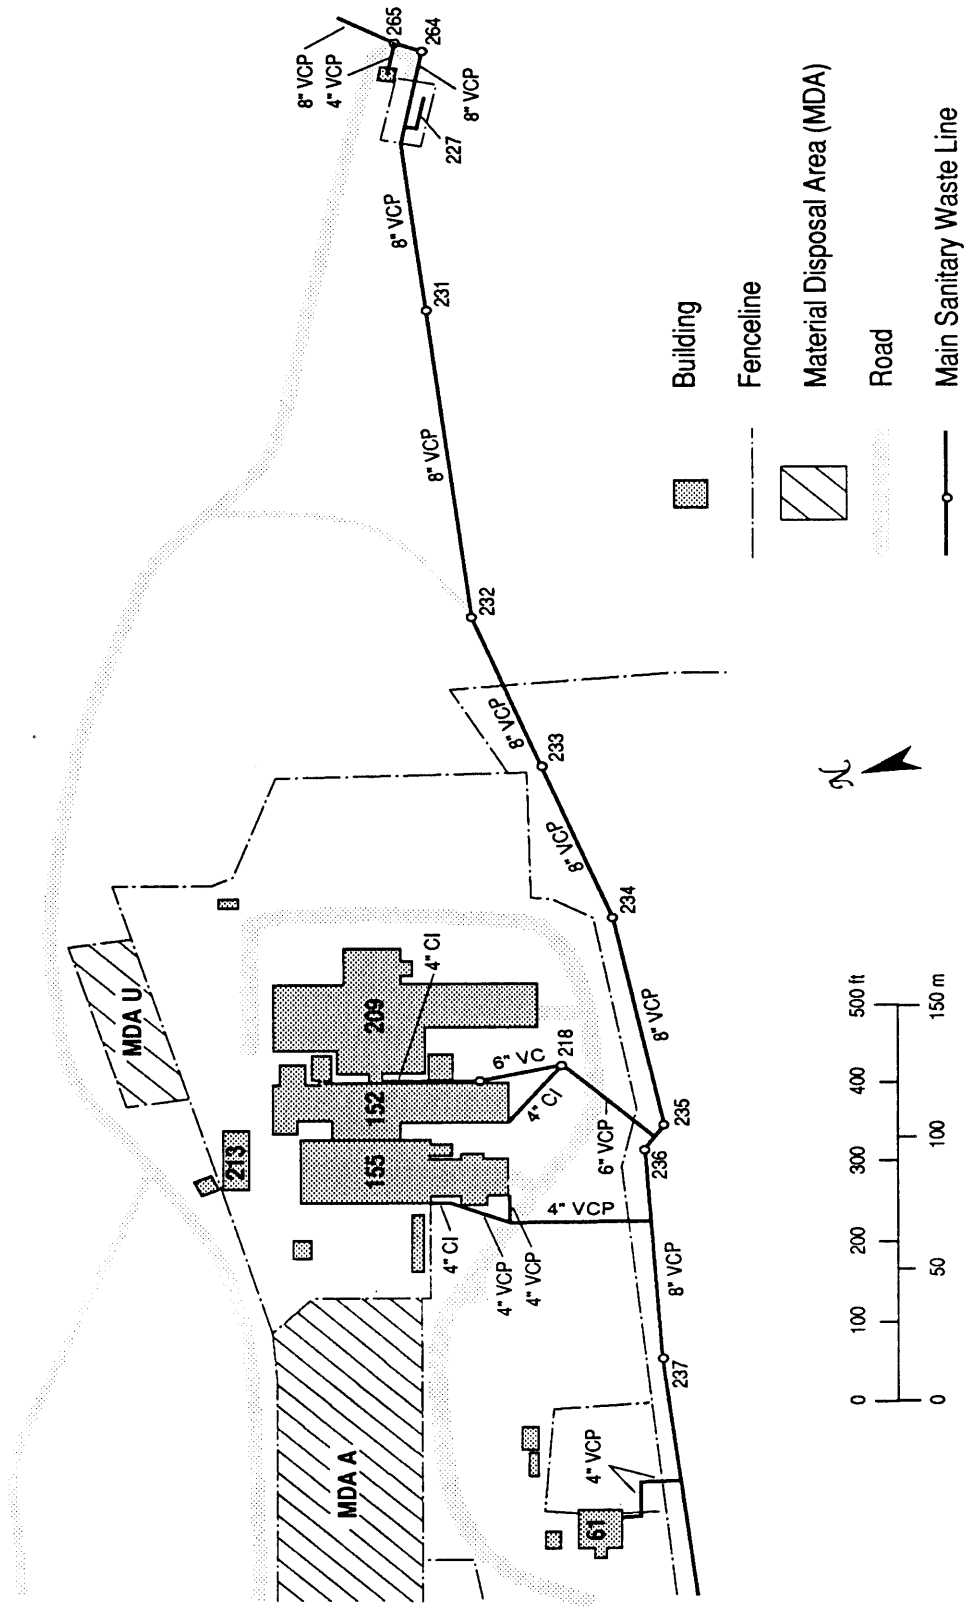 8" VCP
4" VCP
265
264
8" VCP
227
8" VCP
231
8" VCP
232
8" VCP
233
8" VCP
234
8" VCP
235
236
6" VCP
218
6" VC
4" CI
4" CI
MDA U
209
152
155
213
4" CI
4" VCP
4" VCP
4" VCP
8" VCP
237
MDA A
4" VCP
61
N
0 100 200 300 400 500 ft
0 50 100 150 m
Building
Fenceline
Material Disposal Area (MDA)
Road
Main Sanitary Waste Line